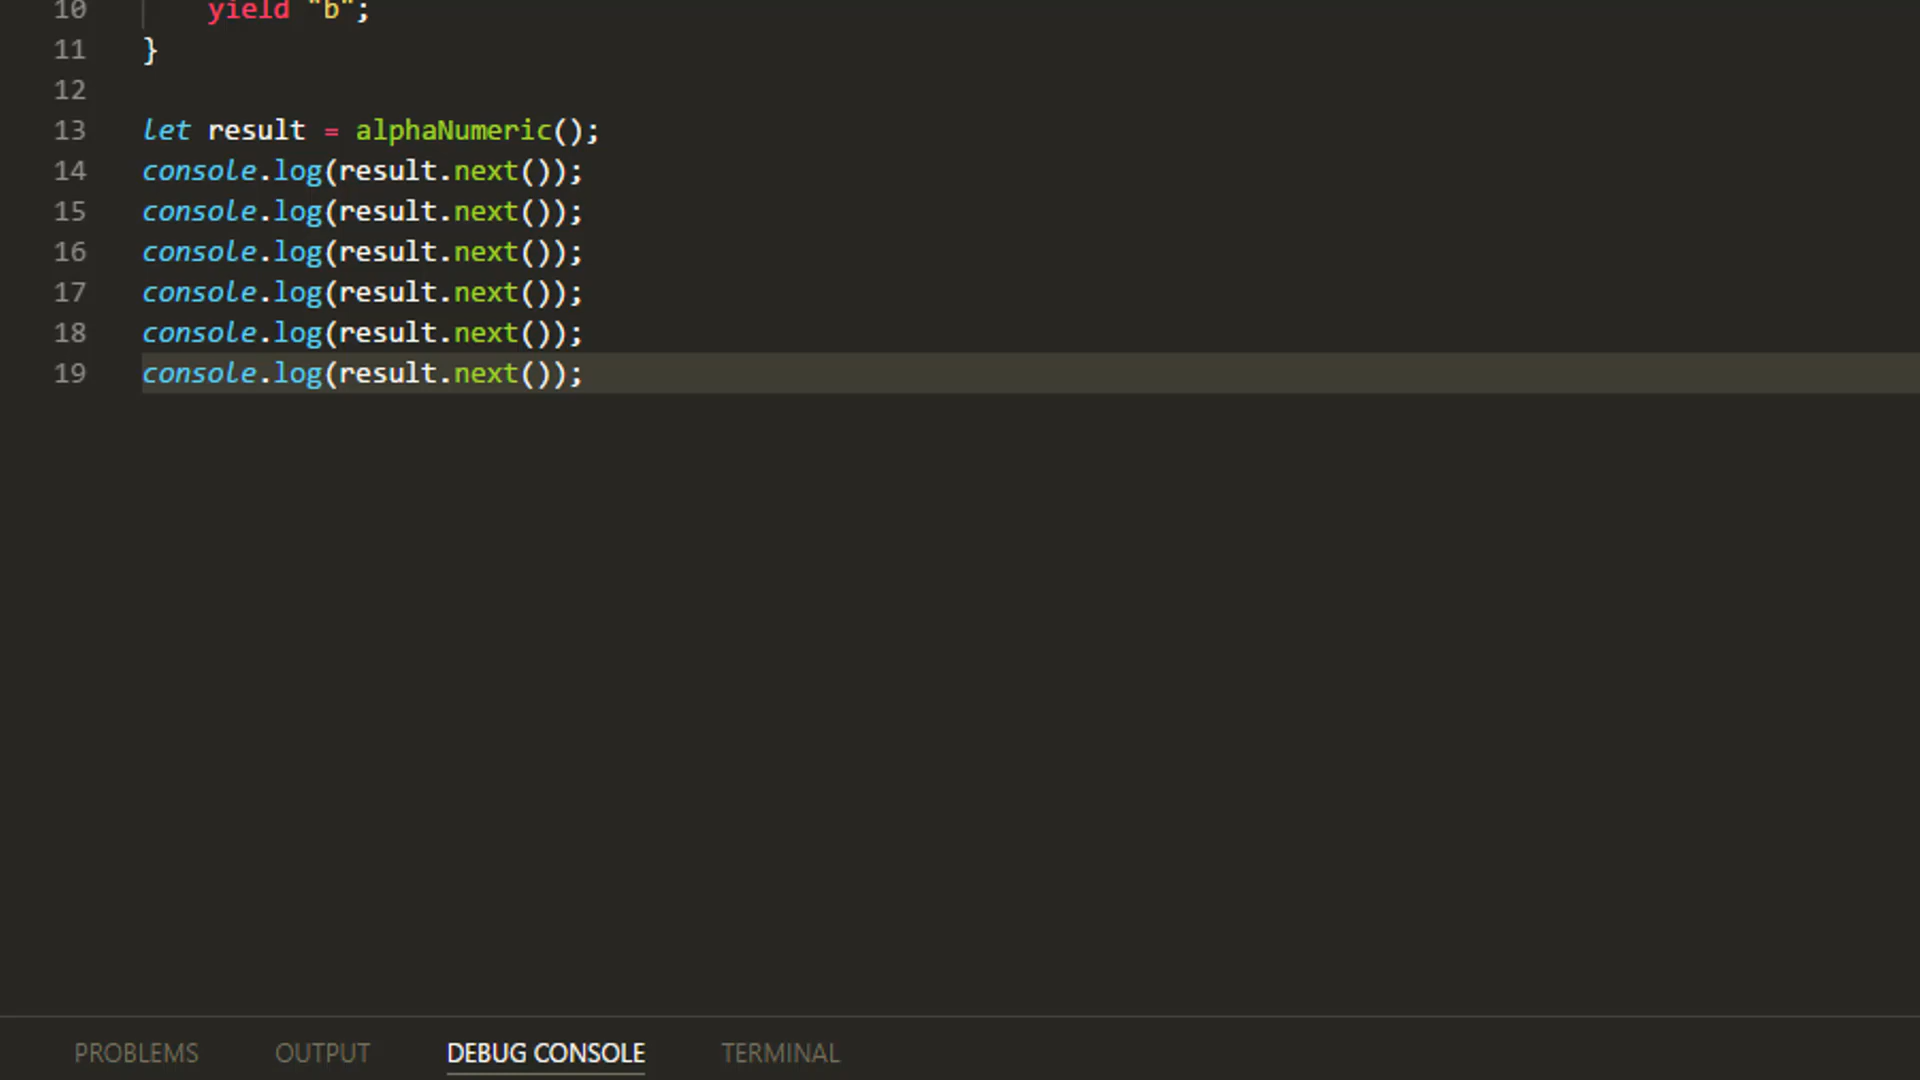 10 yield "b";
11 }
12
13 let result = alphaNumeric();
14 console.log(result.next());
15 console.log(result.next());
16 console.log(result.next());
17 console.log(result.next());
18 console.log(result.next());
19 console.log(result.next());
PROBLEMS OUTPUT DEBUG CONSOLE TERMINAL